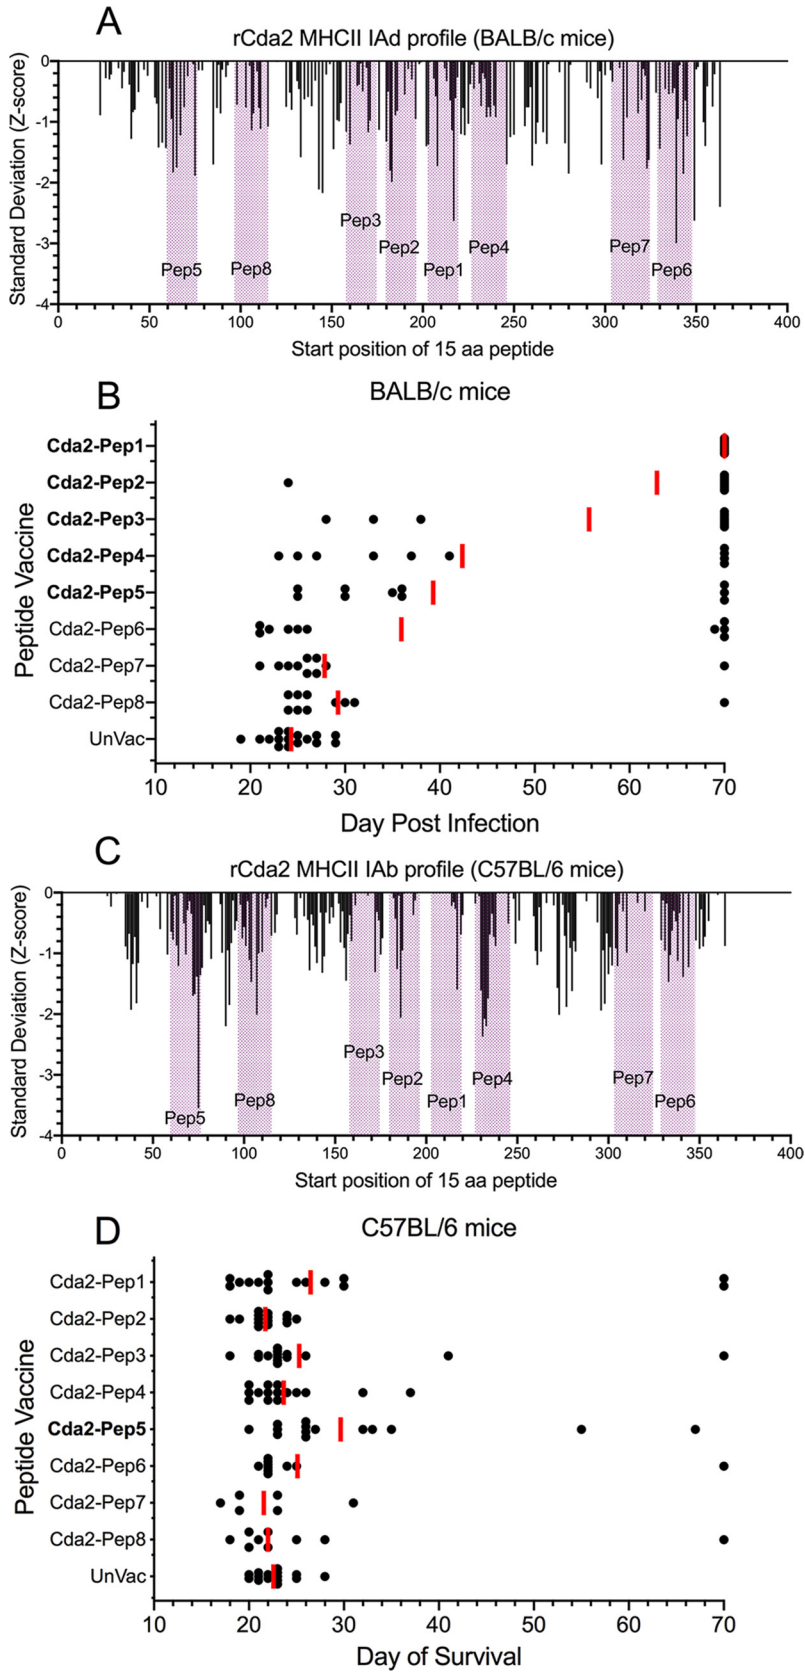 A
rCda2 MHCII IAd profile (BALB/c mice)
Standard Deviation (Z-score)
0
-1
-2
-3
-4
Pep3
Pep2
Pep4
Pep7
Pep5
Pep8
Pep1
Pep6
0 50 100 150 200 250 300 350 400
Start position of 15 aa peptide
B
BALB/c mice
Peptide Vaccine
Cda2-Pep1
Cda2-Pep2
Cda2-Pep3
Cda2-Pep4
Cda2-Pep5
Cda2-Pep6
Cda2-Pep7
Cda2-Pep8
UnVac
10 20 30 40 50 60 70
Day Post Infection
C
rCda2 MHCII IAb profile (C57BL/6 mice)
Standard Deviation (Z-score)
0
-1
-2
-3
-4
Pep3
Pep2
Pep4
Pep7
Pep5
Pep8
Pep1
Pep6
0 50 100 150 200 250 300 350 400
Start position of 15 aa peptide
D
C57BL/6 mice
Peptide Vaccine
Cda2-Pep1
Cda2-Pep2
Cda2-Pep3
Cda2-Pep4
Cda2-Pep5
Cda2-Pep6
Cda2-Pep7
Cda2-Pep8
UnVac
10 20 30 40 50 60 70
Day of Survival